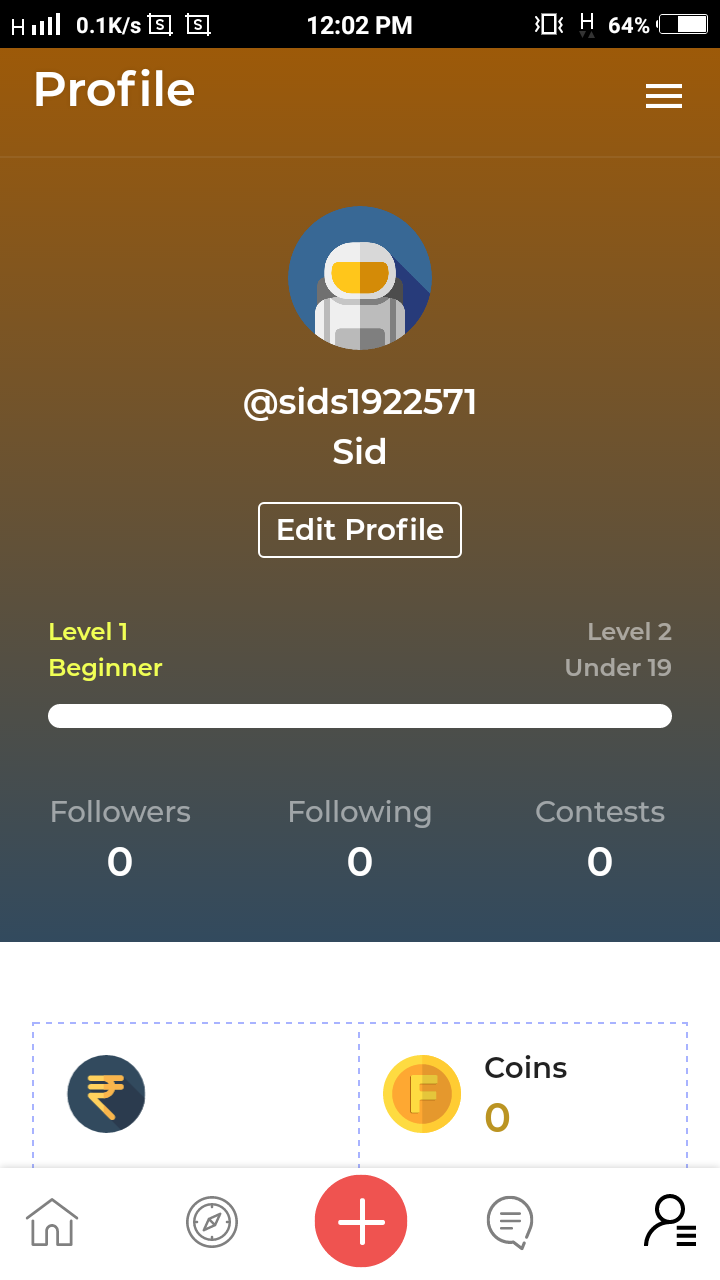 H 0.1K/s S S 12:02 PM H 64%
Profile
@sids1922571
Sid
Edit Profile
Level 1 Level 2
Beginner Under 19
Followers Following Contests
0 0 0
₹ F Coins
0